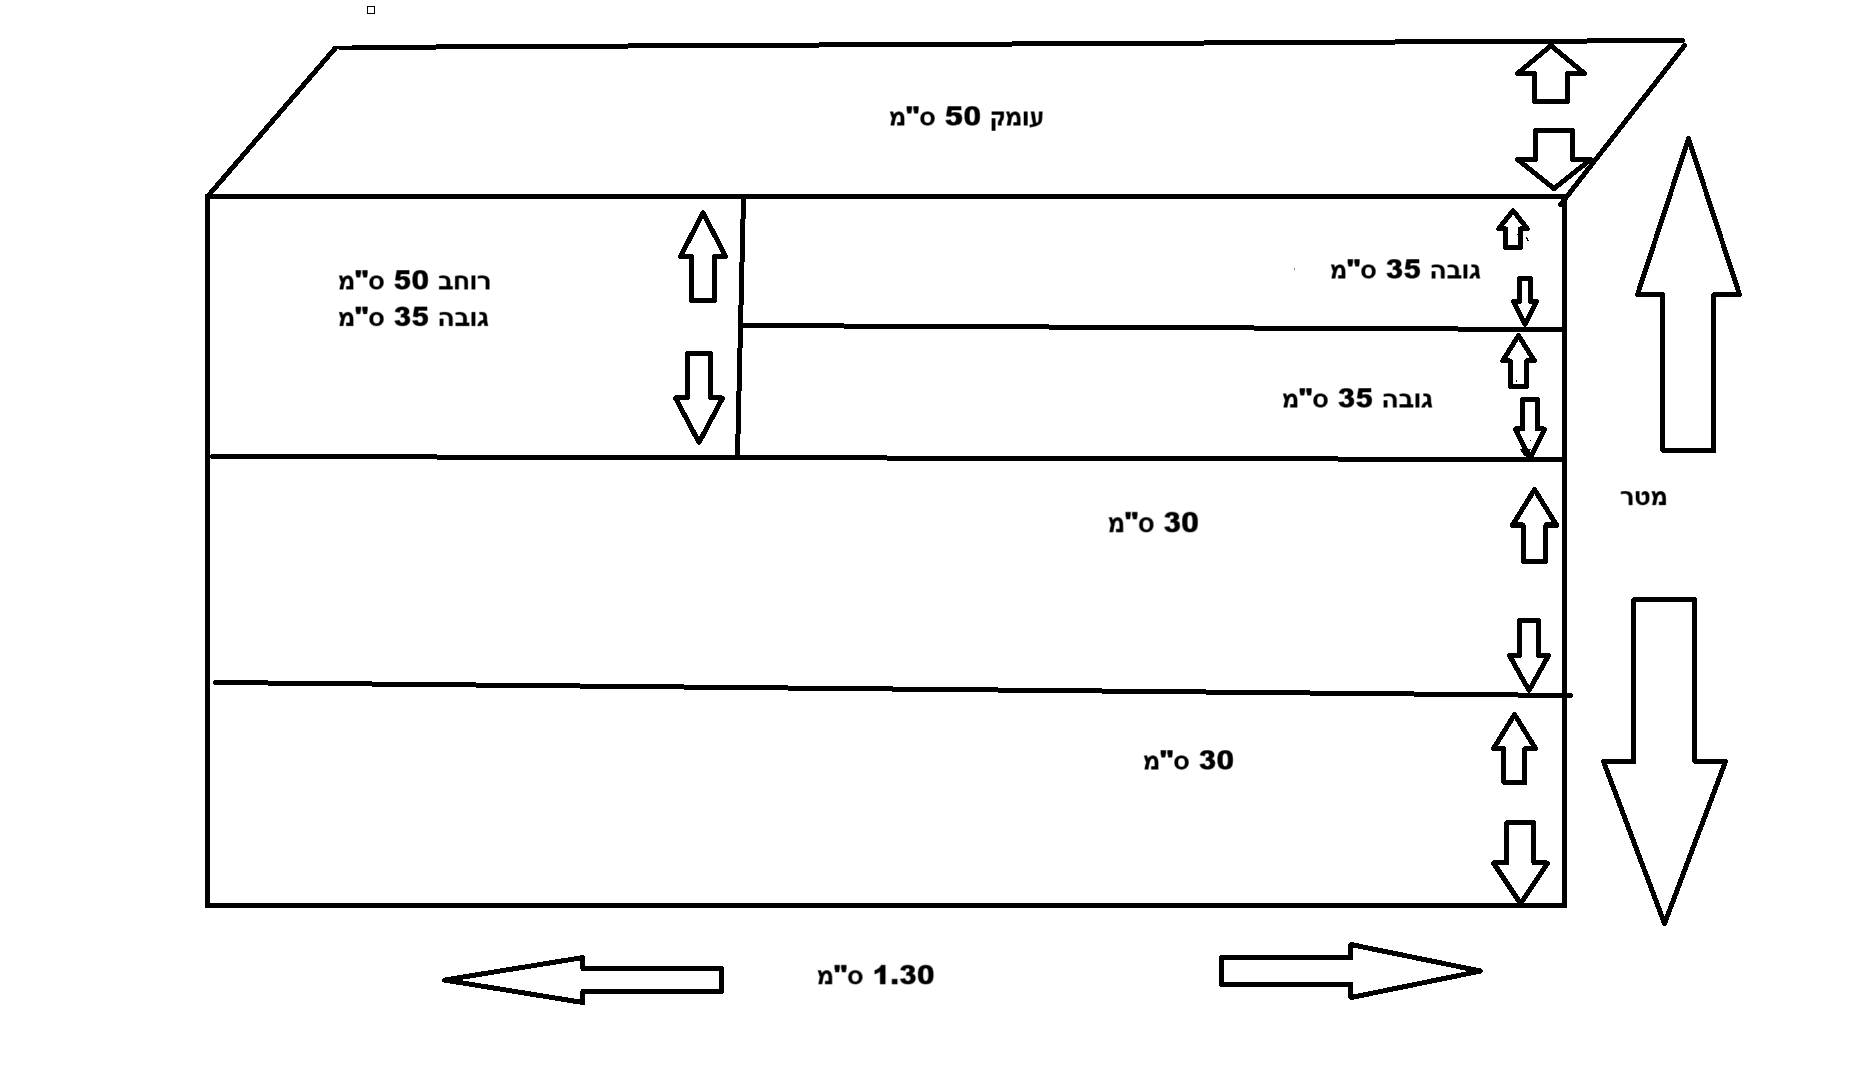 עומק 50 ס"מ
רוחב 50 ס"מ
גובה 35 ס"מ
גובה 35 ס"מ
גובה 35 ס"מ
מטר
30 ס"מ
30 ס"מ
1.30 ס"מ